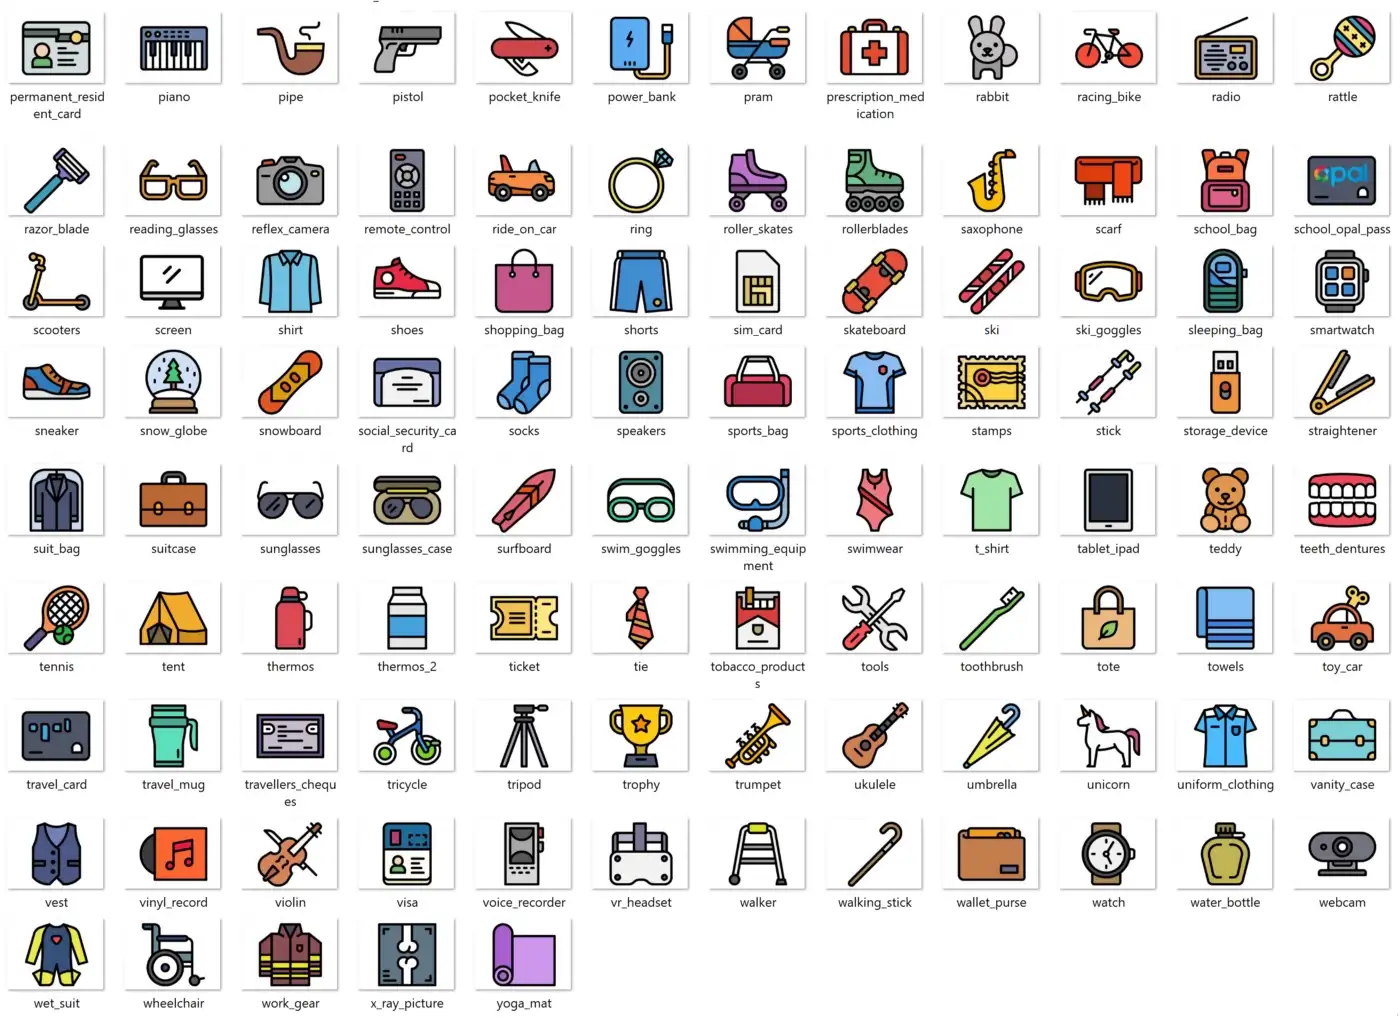 permanent_resid
ent_card
piano
pipe
pistol
pocket_knife
power_bank
pram
prescription_med
ication
rabbit
racing_bike
radio
rattle
razor_blade
reading_glasses
reflex_camera
remote_control
ride_on_car
ring
roller_skates
rollerblades
saxophone
scarf
school_bag
opal
school_opal_pass
scooters
screen
shirt
shoes
shopping_bag
shorts
sim_card
skateboard
ski
ski_goggles
sleeping_bag
smartwatch
sneaker
snow_globe
snowboard
social_security_ca
rd
socks
speakers
sports_bag
sports_clothing
stamps
stick
storage_device
straightener
suit_bag
suitcase
sunglasses
sunglasses_case
surfboard
swim_goggles
swimming_equip
ment
swimwear
t_shirt
tablet_ipad
teddy
teeth_dentures
tennis
tent
thermos
thermos_2
ticket
tie
tobacco_product
s
tools
toothbrush
tote
towels
toy_car
travel_card
travel_mug
travellers_chequ
es
tricycle
tripod
trophy
trumpet
ukulele
umbrella
unicorn
uniform_clothing
vanity_case
vest
vinyl_record
violin
visa
voice_recorder
vr_headset
walker
walking_stick
wallet_purse
watch
water_bottle
webcam
wet_suit
wheelchair
work_gear
x_ray_picture
yoga_mat